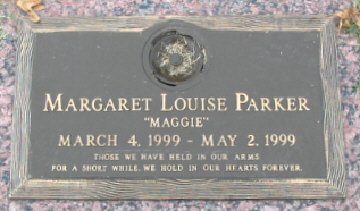 MARGARET LOUISE PARKER
"MAGGIE"
MARCH 4, 1999 - MAY 2, 1999
THOSE WE HAVE HELD IN OUR ARMS
FOR A SHORT WHILE, WE HOLD IN OUR HEARTS FOREVER.